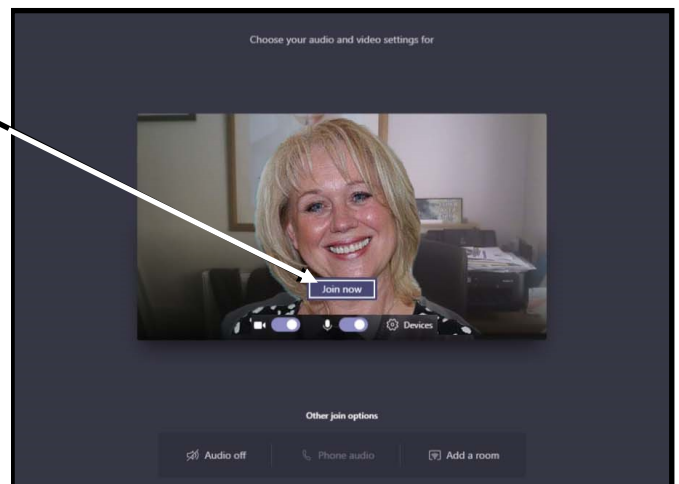 Choose your audio and video settings for
Join now
Devices
Other join options
Audio off
Phone audio
Add a room